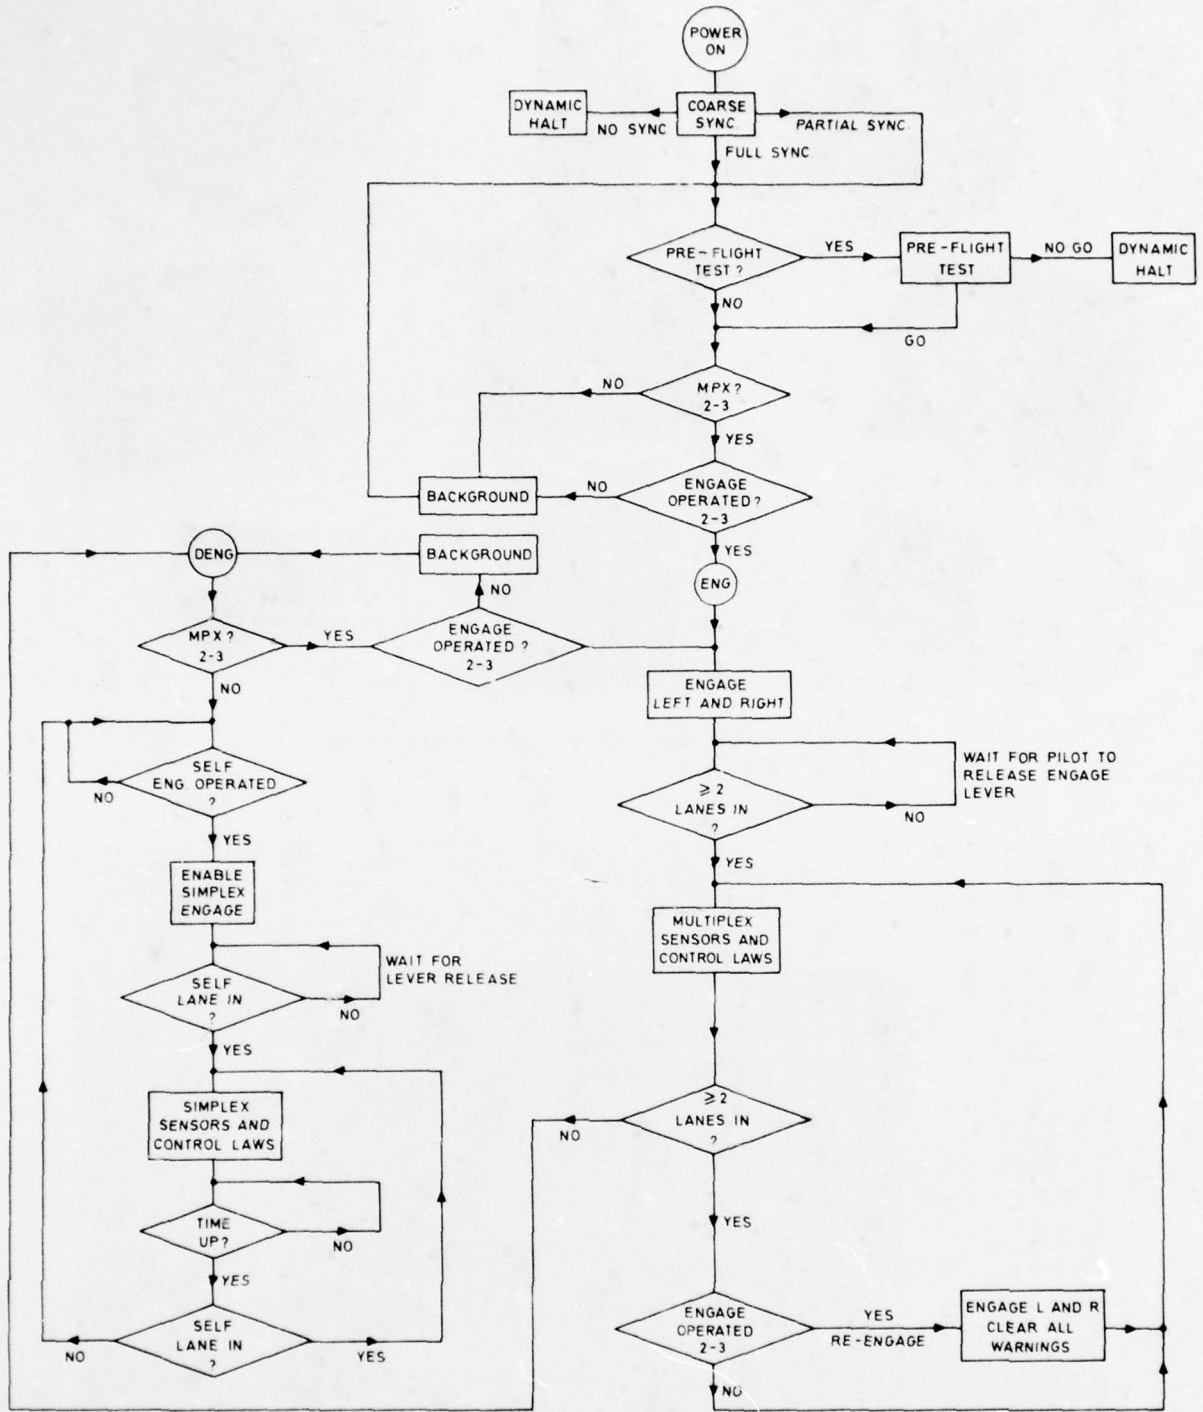 POWER
ON
DYNAMIC
HALT
NO SYNC
COARSE
SYNC.
PARTIAL SYNC.
FULL SYNC.
PRE-FLIGHT
TEST?
YES
PRE-FLIGHT
TEST
NO GO
DYNAMIC
HALT
NO
GO
MPX?
2-3
NO
YES
BACKGROUND
NO
ENGAGE
OPERATED?
2-3
YES
DENG
BACKGROUND
ENG
NO
MPX?
2-3
YES
ENGAGE
OPERATED?
2-3
NO
ENGAGE
LEFT AND RIGHT
SELF
ENG. OPERATED
?
NO
WAIT FOR PILOT TO
RELEASE ENGAGE
LEVER
≥2
LANES IN
?
NO
YES
YES
ENABLE
SIMPLEX
ENGAGE
MULTIPLEX
SENSORS AND
CONTROL LAWS
WAIT FOR
LEVER RELEASE
SELF
LANE IN
?
NO
YES
SIMPLEX
SENSORS AND
CONTROL LAWS
≥2
LANES IN
?
NO
YES
TIME
UP?
NO
YES
SELF
LANE IN
?
NO
YES
ENGAGE
OPERATED
2-3
YES
RE-ENGAGE
ENGAGE L AND R
CLEAR ALL
WARNINGS
NO